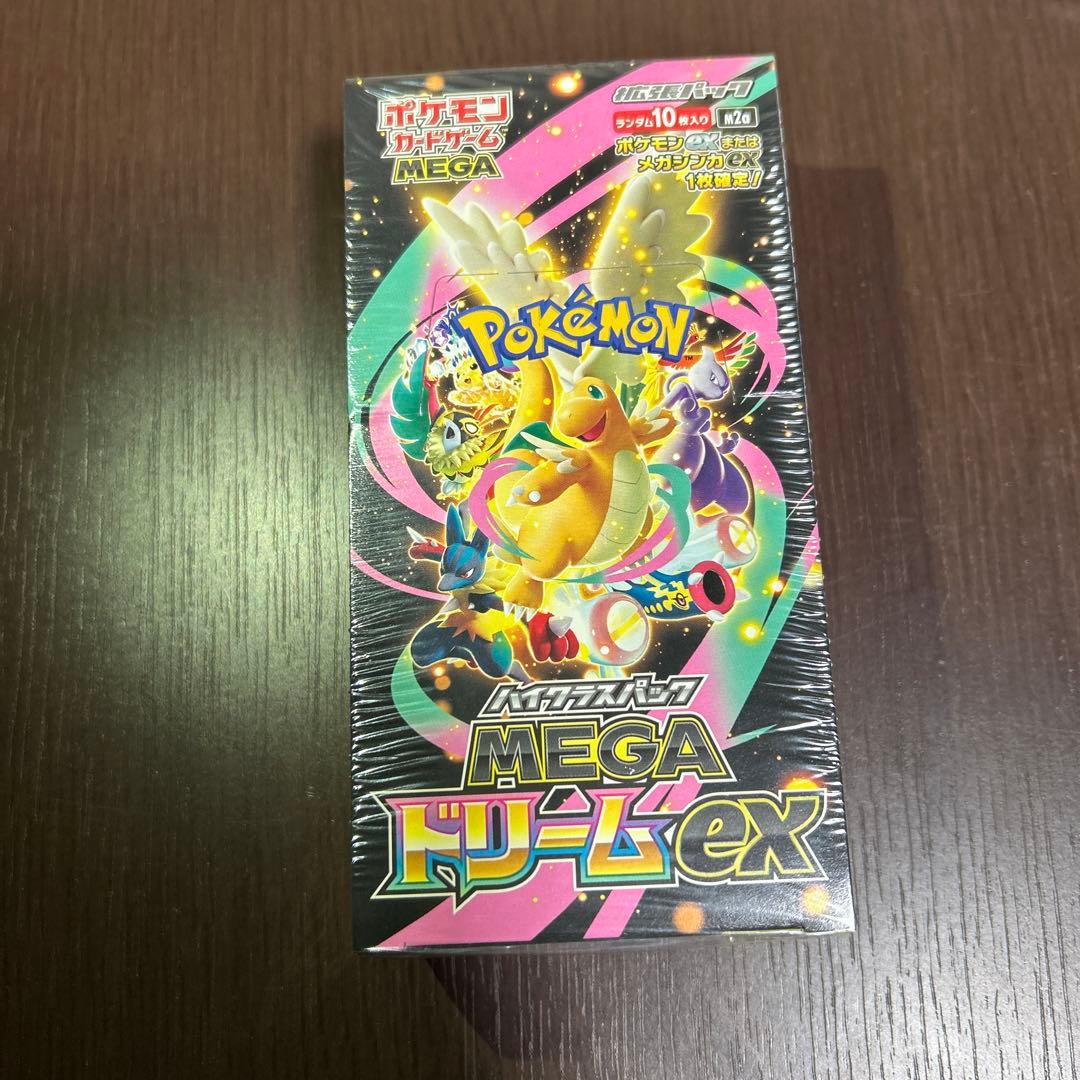 ポケモン
カードゲーム
MEGA
拡張パック
ランダム10枚入り M2a
ポケモンexまたは
メガシンカex
1枚確定！
POKéMON
TM
ハイクラスパック
MEGA
ドリームex